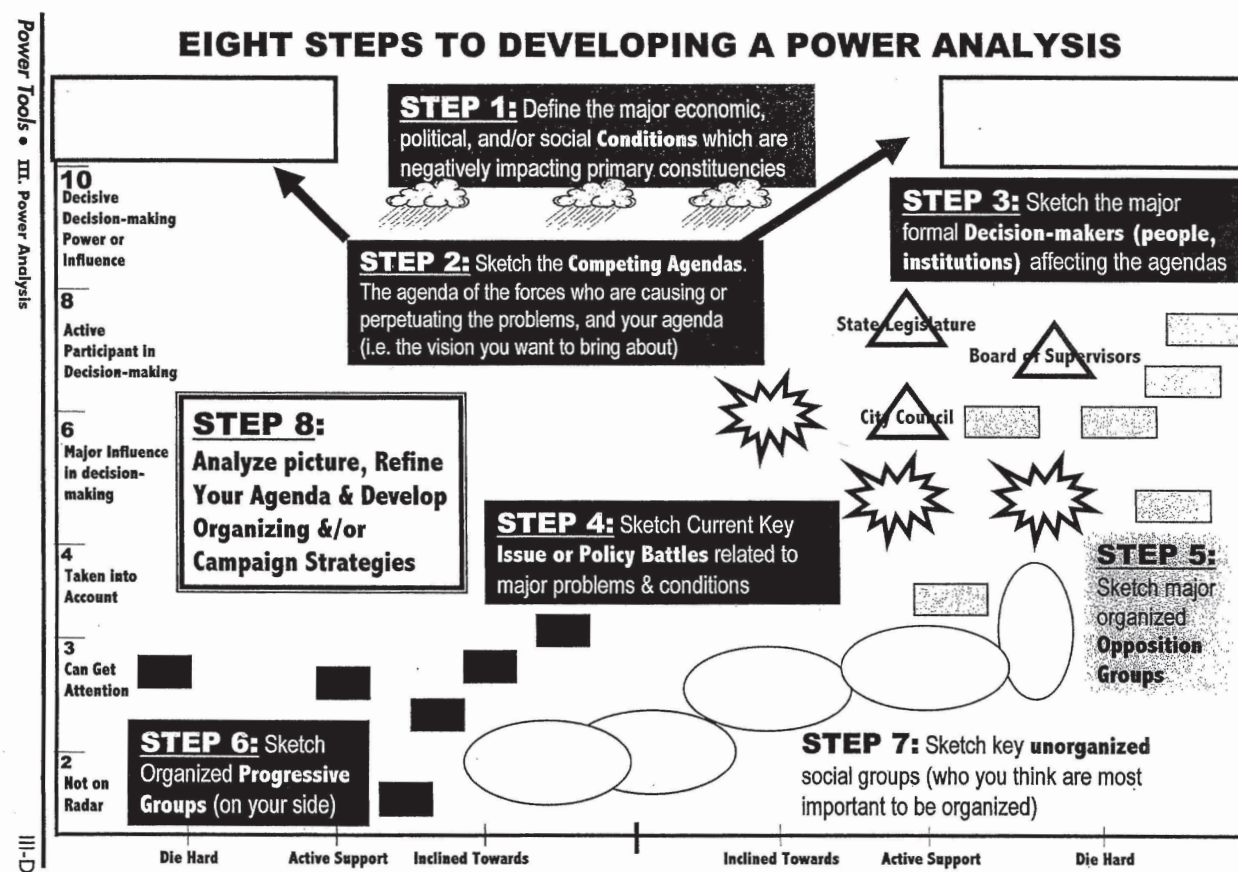 Power Tools • III. Power Analysis
III-D
EIGHT STEPS TO DEVELOPING A POWER ANALYSIS
STEP 1: Define the major economic,
political, and/or social Conditions which are
negatively impacting primary constituencies
10
Decisive
Decision-making
Power or
Influence
STEP 2: Sketch the Competing Agendas.
The agenda of the forces who are causing or
perpetuating the problems, and your agenda
(i.e. the vision you want to bring about)
STEP 3: Sketch the major
formal Decision-makers (people,
institutions) affecting the agendas
8
Active
Participant in
Decision-making
State Legislature
Board of Supervisors
City Council
6
Major Influence
in decision-
making
STEP 8:
Analyze picture, Refine
Your Agenda & Develop
Organizing &/or
Campaign Strategies
STEP 4: Sketch Current Key
Issue or Policy Battles related to
major problems & conditions
STEP 5:
Sketch major
organized
Opposition
Groups
4
Taken into
Account
3
Can Get
Attention
STEP 6: Sketch
Organized Progressive
Groups (on your side)
STEP 7: Sketch key unorganized
social groups (who you think are most
important to be organized)
2
Not on
Radar
Die Hard
Active Support
Inclined Towards
Inclined Towards
Active Support
Die Hard